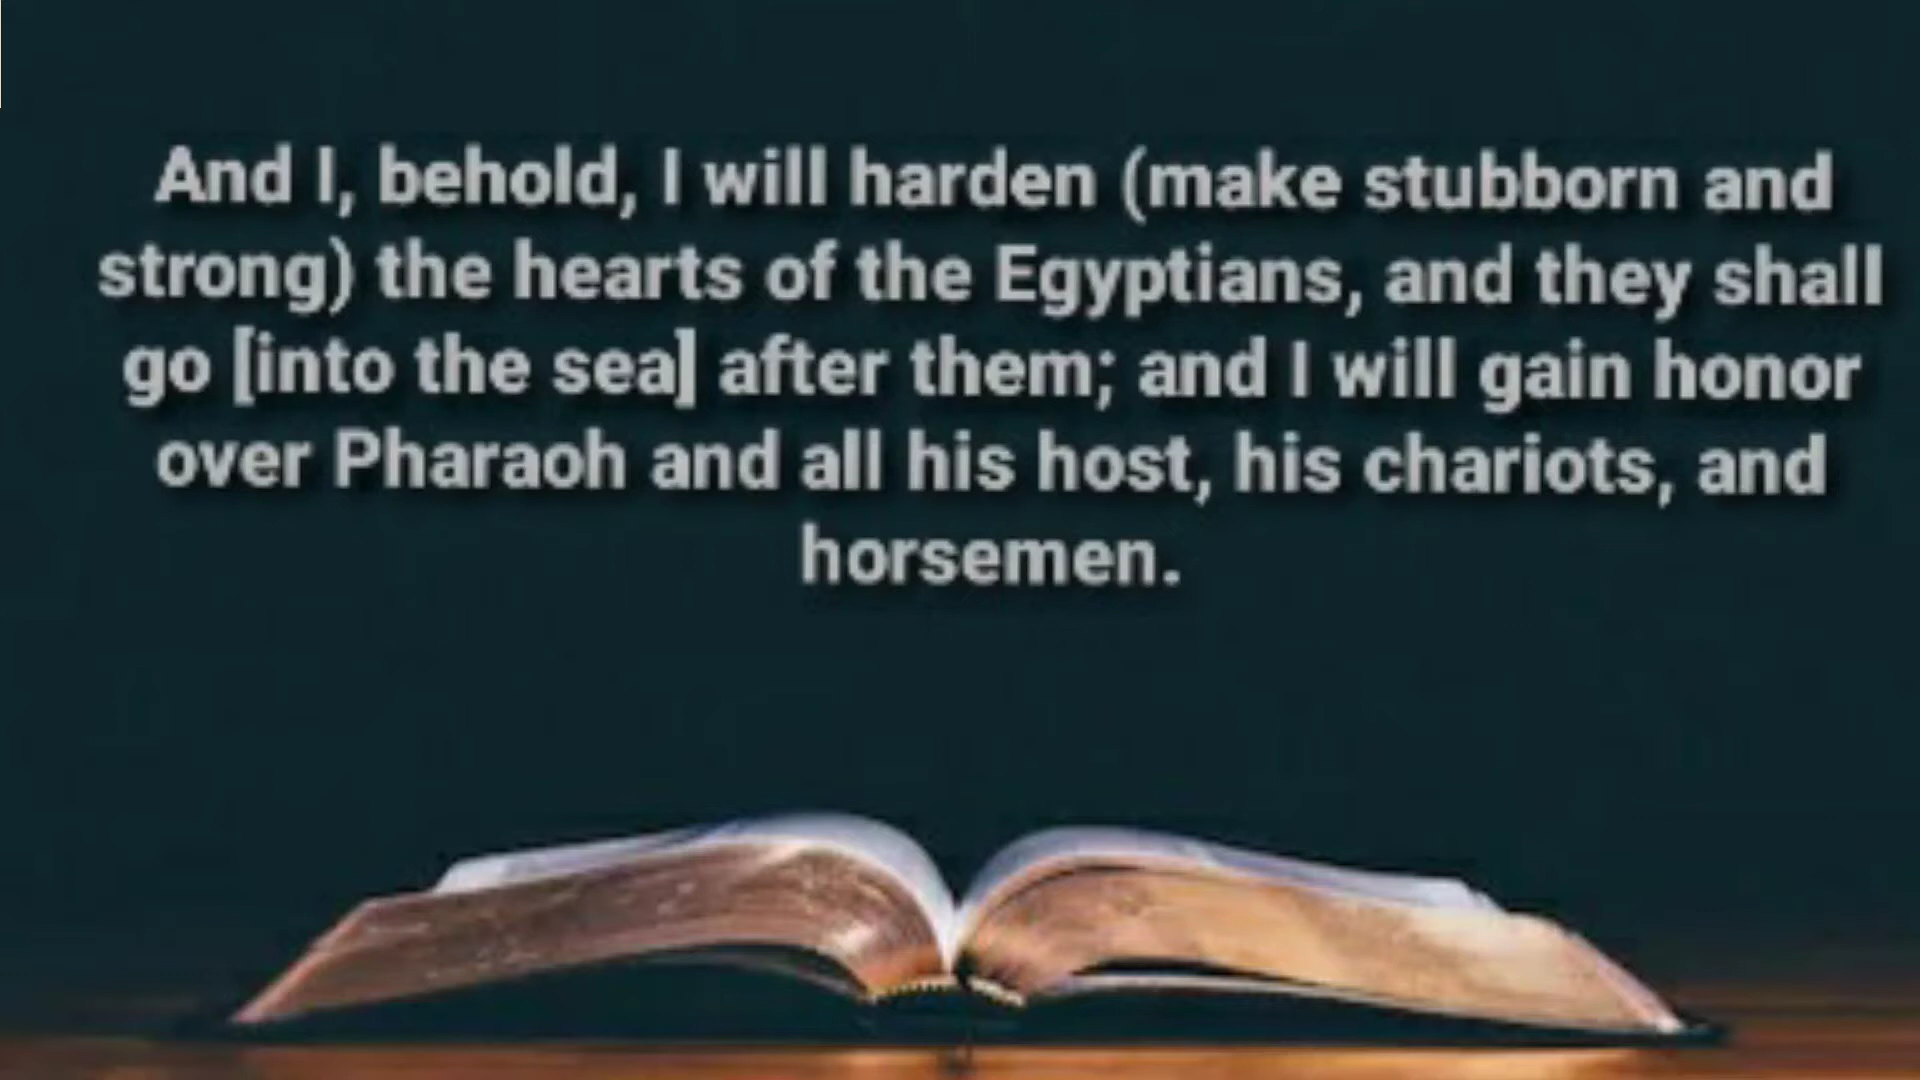 And I, behold, I will harden (make stubborn and
strong) the hearts of the Egyptians, and they shall
go [into the sea] after them; and I will gain honor
over Pharaoh and all his host, his chariots, and
horsemen.